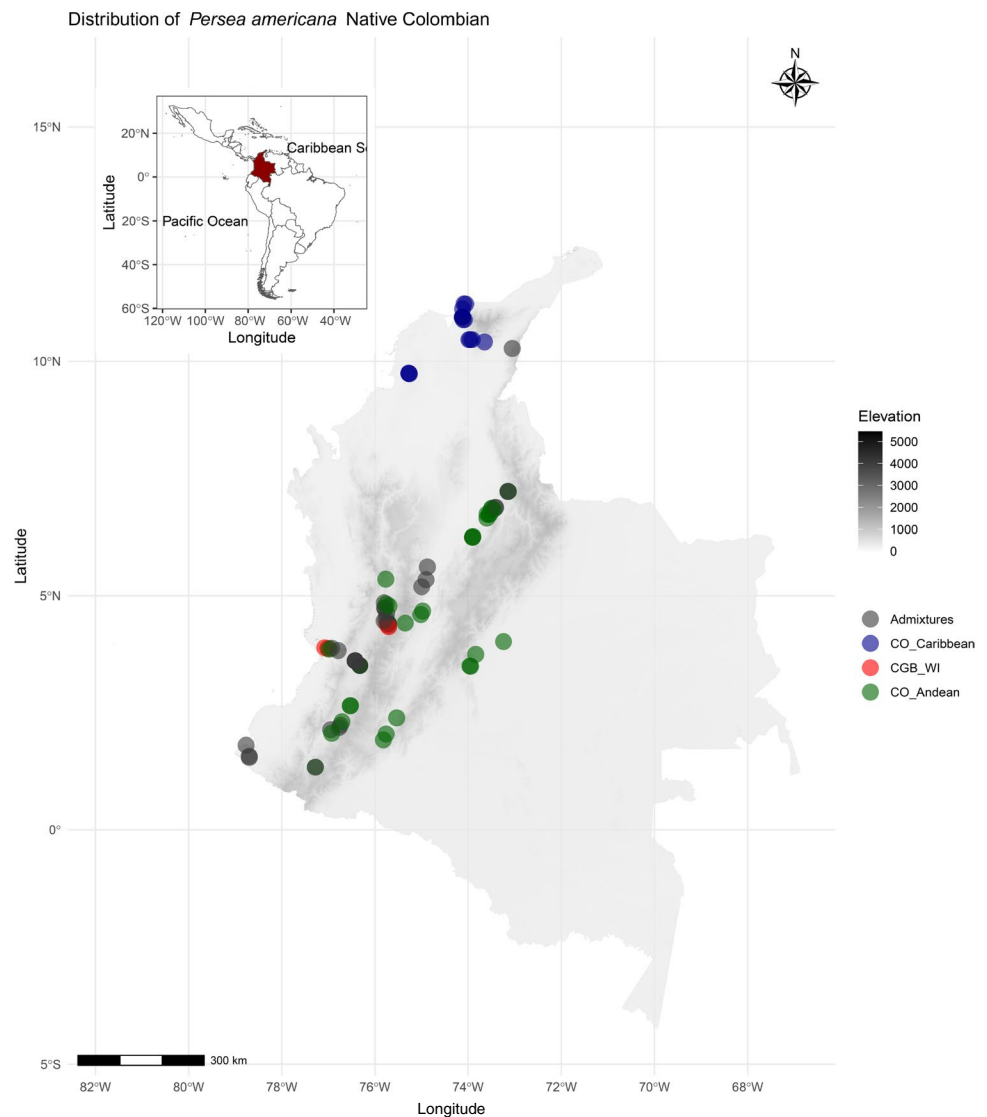 Distribution of Persea americana Native Colombian
N
15°N
10°N
5°N
0°
5°S
Latitude
82°W 80°W 78°W 76°W 74°W 72°W 70°W 68°W
Longitude
300 km
20°N
0°
20°S
40°S
60°S
Latitude
Caribbean S
Pacific Ocean
120°W 100°W 80°W 60°W 40°W
Longitude
Elevation
5000
4000
3000
2000
1000
0
Admixtures
CO_Caribbean
CGB_WI
CO_Andean